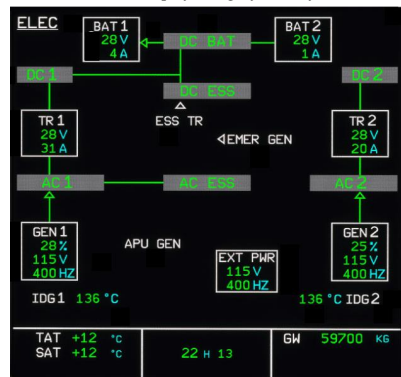 ELEC
BAT 1
28 V
4 A
DC BAT
BAT 2
28 V
1 A
DC 1
DC ESS
DC 2
ESS TR
EMER GEN
TR 1
28 V
31 A
TR 2
28 V
20 A
AC 1
AC ESS
AC 2
GEN 1
28 %
115 V
400 HZ
APU GEN
EXT PWR
115 V
400 HZ
GEN 2
25 %
115 V
400 HZ
IDG 1 136 °C
136 °C IDG 2
TAT +12 °C
SAT +12 °C
22 H 13
GW 59700 KG